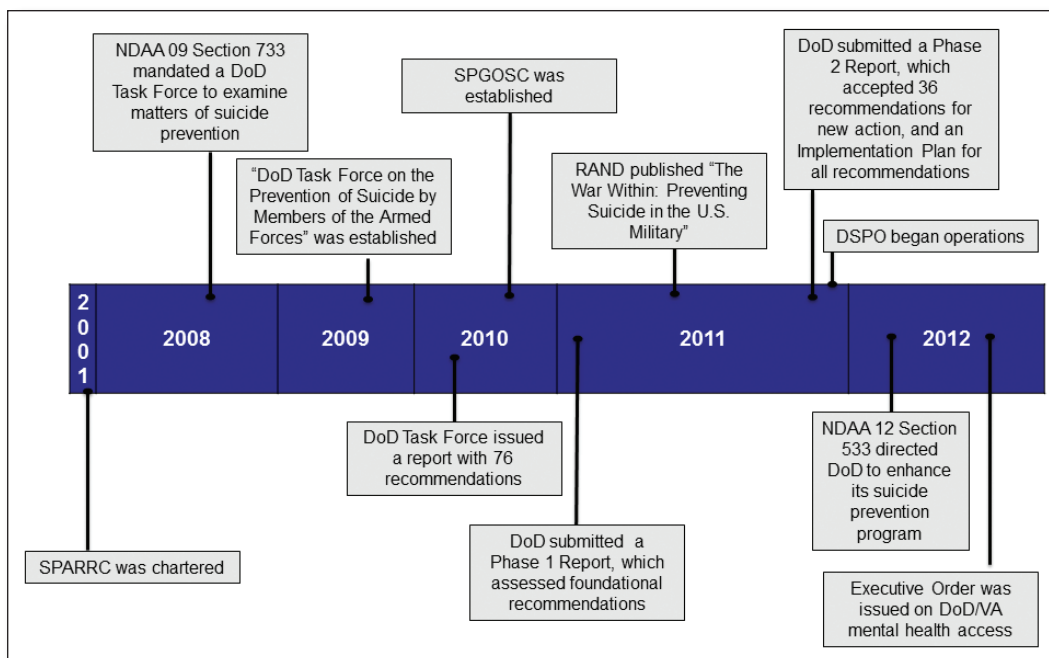 NDAA 09 Section 733
mandated a DoD
Task Force to examine
matters of suicide
prevention
"DoD Task Force on the
Prevention of Suicide by
Members of the Armed
Forces" was established
SPGOSC was
established
RAND published "The
War Within: Preventing
Suicide in the U.S.
Military"
DoD submitted a Phase
2 Report, which
accepted 36
recommendations for
new action, and an
Implementation Plan for
all recommendations
DSPO began operations
2001
2008
2009
2010
2011
2012
SPARRC was chartered
DoD Task Force issued
a report with 76
recommendations
DoD submitted a
Phase 1 Report, which
assessed foundational
recommendations
NDAA 12 Section
533 directed
DoD to enhance
its suicide
prevention
program
Executive Order was
issued on DoD/VA
mental health access